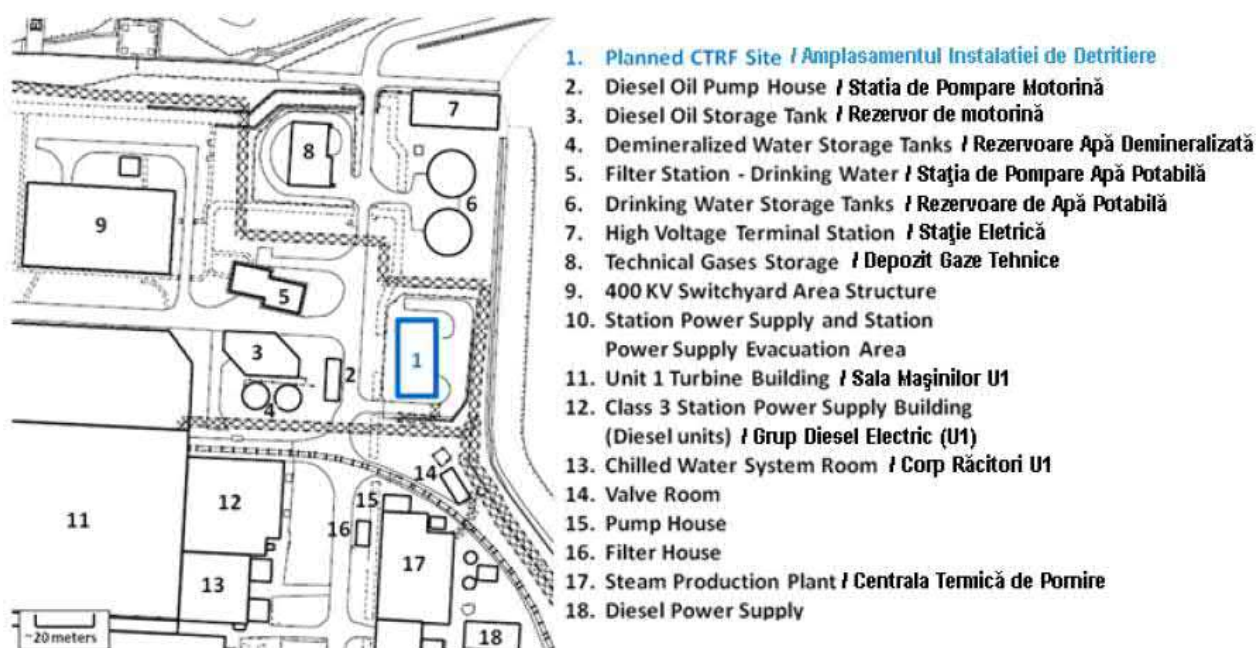 7
8
6
9
5
1
3
2
4
14
12
15
11
16
17
13
18
~20 meters
1. Planned CTRF Site / Amplasamentul Instalatiei de Detritiere
2. Diesel Oil Pump House / Statia de Pompare Motorină
3. Diesel Oil Storage Tank / Rezervor de motorină
4. Demineralized Water Storage Tanks / Rezervoare Apă Demineralizată
5. Filter Station - Drinking Water / Staţia de Pompare Apă Potabilă
6. Drinking Water Storage Tanks / Rezervoare de Apă Potabilă
7. High Voltage Terminal Station / Staţie Eletrică
8. Technical Gases Storage / Depozit Gaze Tehnice
9. 400 KV Switchyard Area Structure
10. Station Power Supply and Station
Power Supply Evacuation Area
11. Unit 1 Turbine Building / Sala Maşinilor U1
12. Class 3 Station Power Supply Building
(Diesel units) / Grup Diesel Electric (U1)
13. Chilled Water System Room / Corp Răcitori U1
14. Valve Room
15. Pump House
16. Filter House
17. Steam Production Plant / Centrala Termică de Pornire
18. Diesel Power Supply